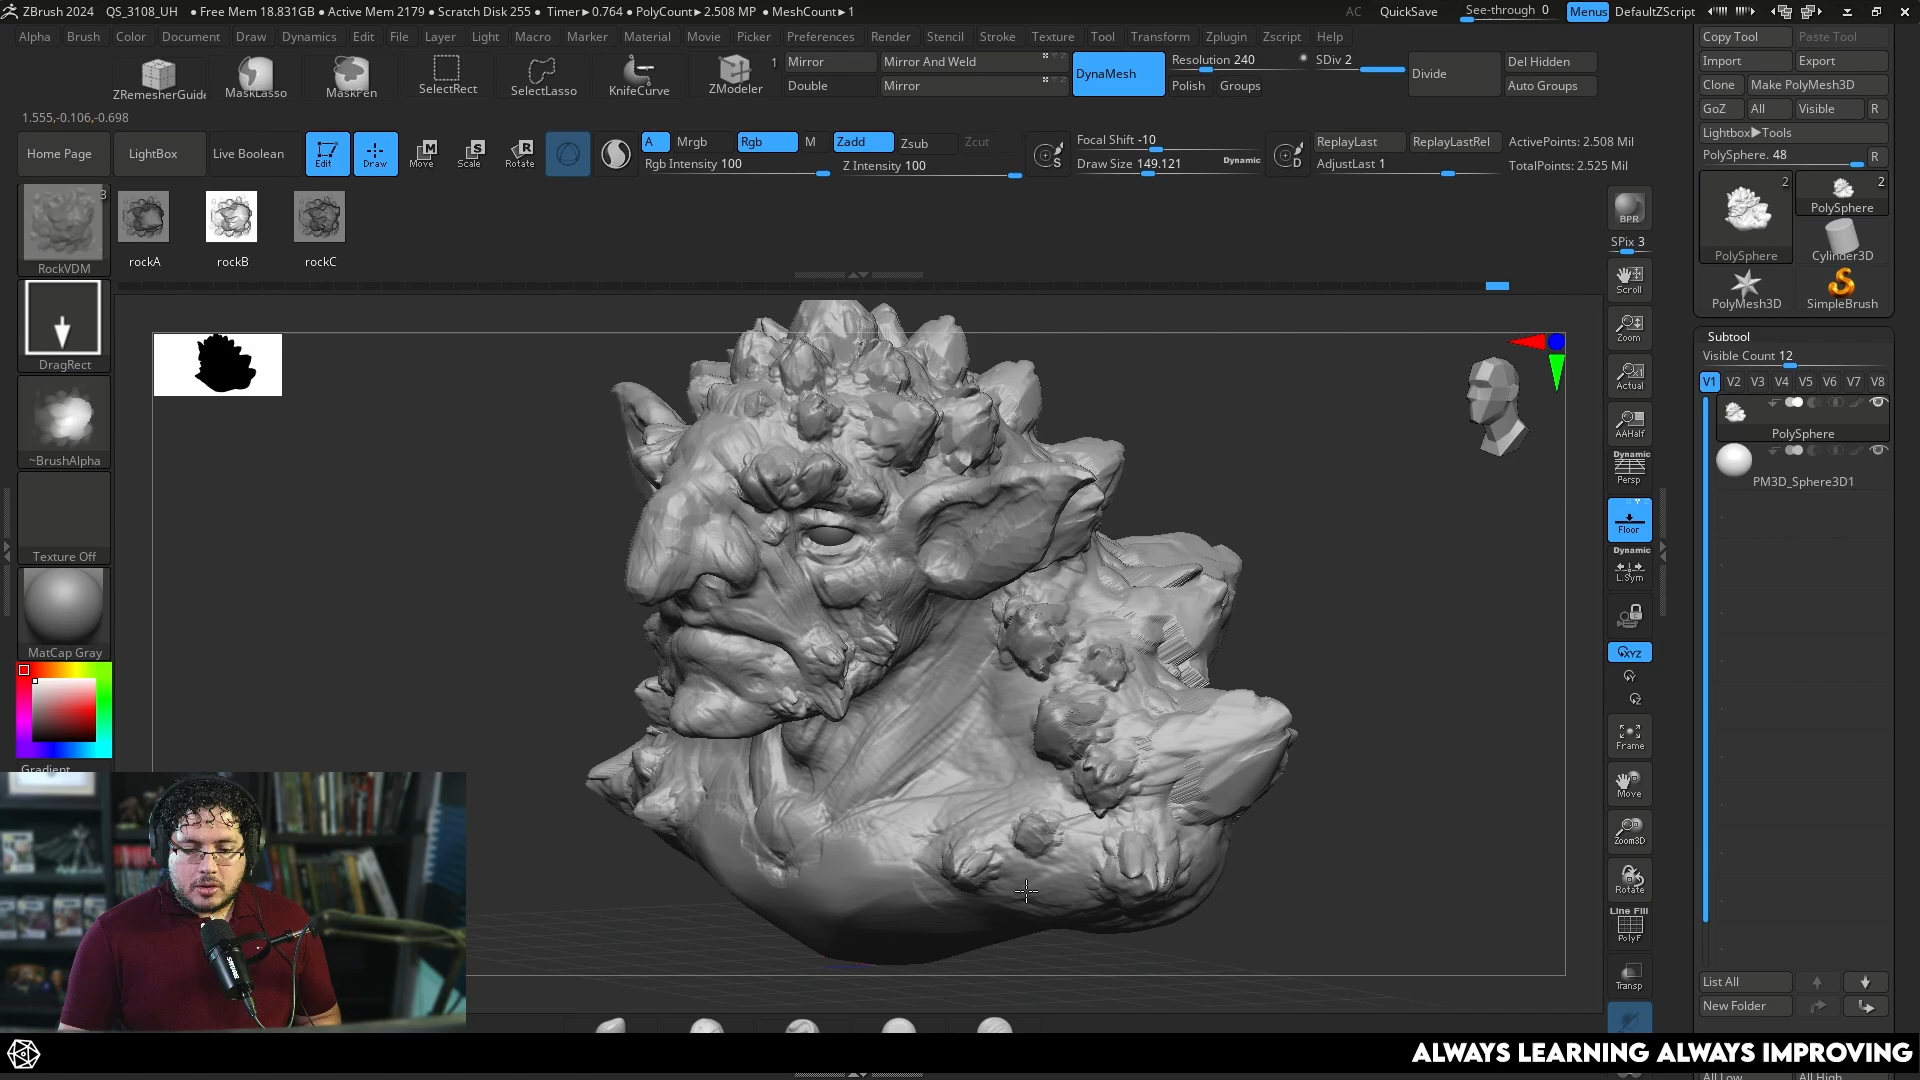 ZBrush 2024 QS_3108_UH ● Free Mem 18.831GB ● Active Mem 2179 ● Scratch Disk 255 ● Timer►0.764 ● PolyCount►2.508 MP ● MeshCount►1 AC QuickSave See-through 0 Menus DefaultZScript
Alpha Brush Color Document Draw Dynamics Edit File Layer Light Macro Marker Material Movie Picker Preferences Render Stencil Stroke Texture Tool Transform Zplugin Zscript Help
Copy Tool Paste Tool
Import Export
Clone Make PolyMesh3D
GoZ All Visible R
Lightbox►Tools
PolySphere. 48 R
ZRemesherGuide MaskLasso MaskPen SelectRect SelectLasso KnifeCurve ZModeler 1
Mirror Mirror And Weld DynaMesh Resolution 240 SDiv 2 Divide Del Hidden
Double Mirror Polish Groups Auto Groups
1.555,-0.106,-0.698
Home Page LightBox Live Boolean Edit Draw Move Scale Rotate
A Mrgb Rgb M Zadd Zsub Zcut
Rgb Intensity 100 Z Intensity 100
S Focal Shift -10
Draw Size 149.121 Dynamic
D ReplayLast ReplayLastRel ActivePoints: 2.508 Mil
AdjustLast 1 TotalPoints: 2.525 Mil
3
RockVDM
rockA rockB rockC
DragRect
~BrushAlpha
Texture Off
MatCap Gray
Gradient
BPR
SPix 3
Scroll
Zoom
Actual
AAHalf
Dynamic
Persp
Floor
Dynamic
L.Sym
XYZ
Y
Z
Frame
Move
Zoom3D
Rotate
Line Fill
PolyF
Transp
2 2
PolySphere
PolySphere Cylinder3D
PolyMesh3D SimpleBrush
Subtool
Visible Count 12
V1 V2 V3 V4 V5 V6 V7 V8
PolySphere
PM3D_Sphere3D1
List All
New Folder
All Low All High
SHURE
ALWAYS LEARNING ALWAYS IMPROVING